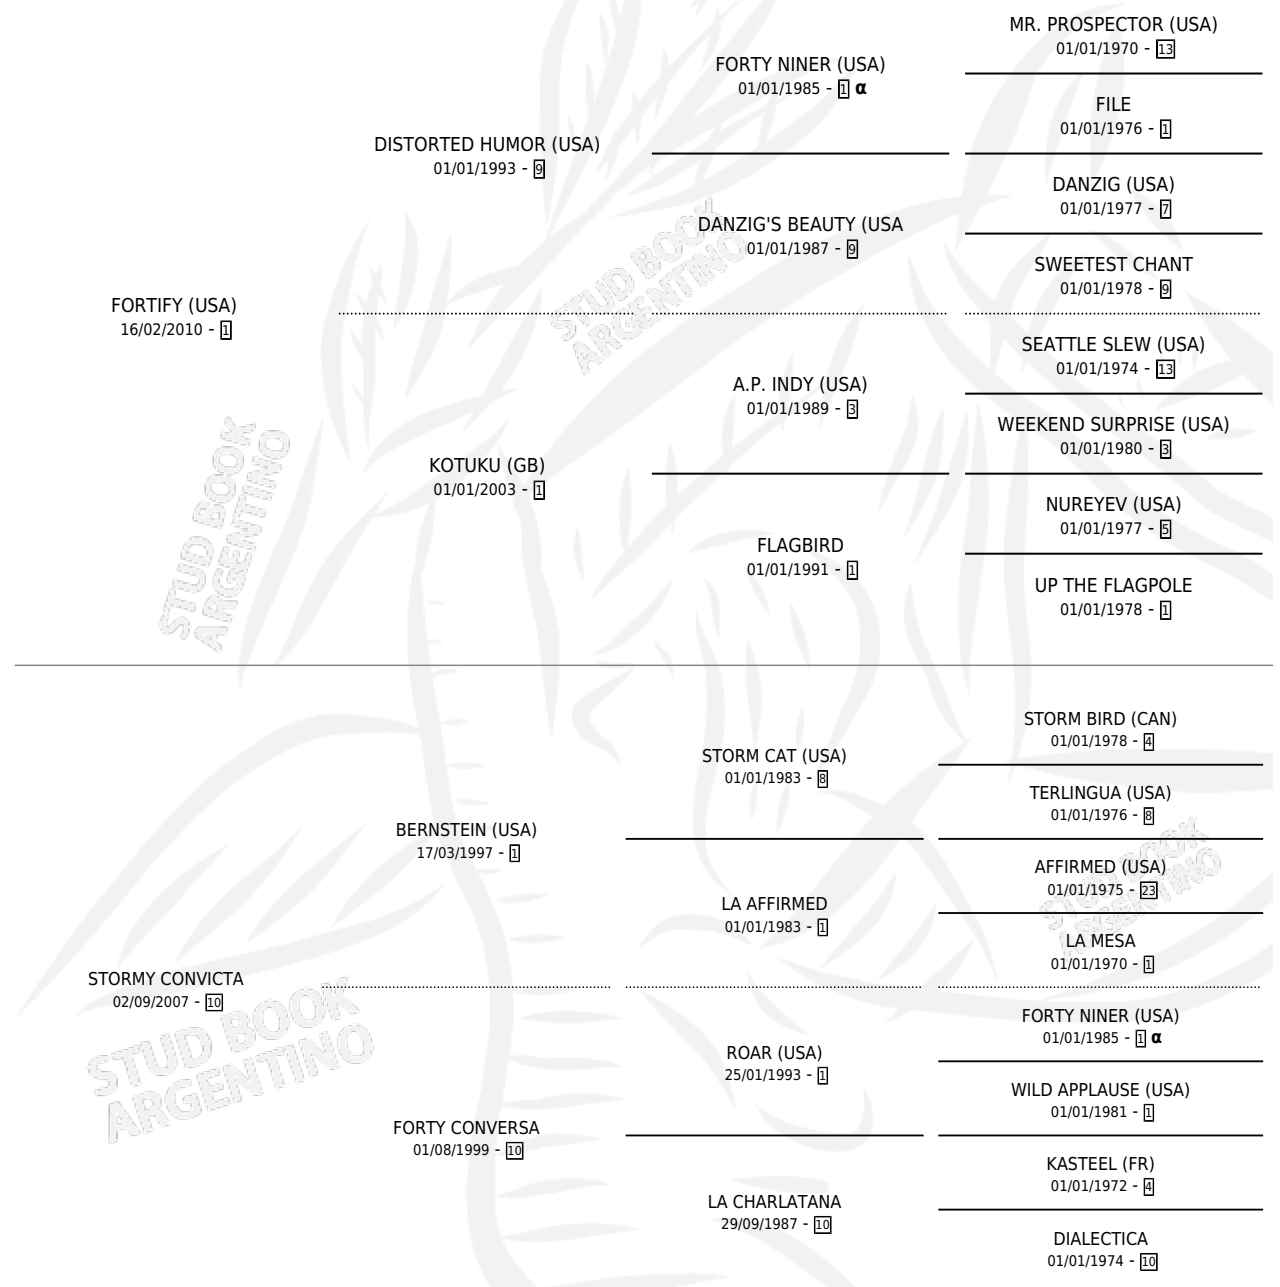 MR. PROSPECTOR (USA)
01/01/1970 - 13
FORTY NINER (USA)
01/01/1985 - 1 α
FILE
01/01/1976 - 1
DISTORTED HUMOR (USA)
01/01/1993 - 9
DANZIG (USA)
01/01/1977 - 7
DANZIG'S BEAUTY (USA
01/01/1987 - 9
SWEETEST CHANT
01/01/1978 - 9
FORTIFY (USA)
16/02/2010 - 1
SEATTLE SLEW (USA)
01/01/1974 - 13
A.P. INDY (USA)
01/01/1989 - 3
WEEKEND SURPRISE (USA)
01/01/1980 - 3
KOTUKU (GB)
01/01/2003 - 1
NUREYEV (USA)
01/01/1977 - 5
FLAGBIRD
01/01/1991 - 1
UP THE FLAGPOLE
01/01/1978 - 1
STORM BIRD (CAN)
01/01/1978 - 4
STORM CAT (USA)
01/01/1983 - 8
TERLINGUA (USA)
01/01/1976 - 8
BERNSTEIN (USA)
17/03/1997 - 1
AFFIRMED (USA)
01/01/1975 - 23
LA AFFIRMED
01/01/1983 - 1
LA MESA
01/01/1970 - 1
STORMY CONVICTA
02/09/2007 - 10
FORTY NINER (USA)
01/01/1985 - 1 α
ROAR (USA)
25/01/1993 - 1
WILD APPLAUSE (USA)
01/01/1981 - 1
FORTY CONVERSA
01/08/1999 - 10
KASTEEL (FR)
01/01/1972 - 4
LA CHARLATANA
29/09/1987 - 10
DIALECTICA
01/01/1974 - 10
STUD BOOK
ARGENTINO
STUD BOOK
ARGENTINO
STUD BOOK
ARGENTINO
STUD BOOK
ARGENTINO